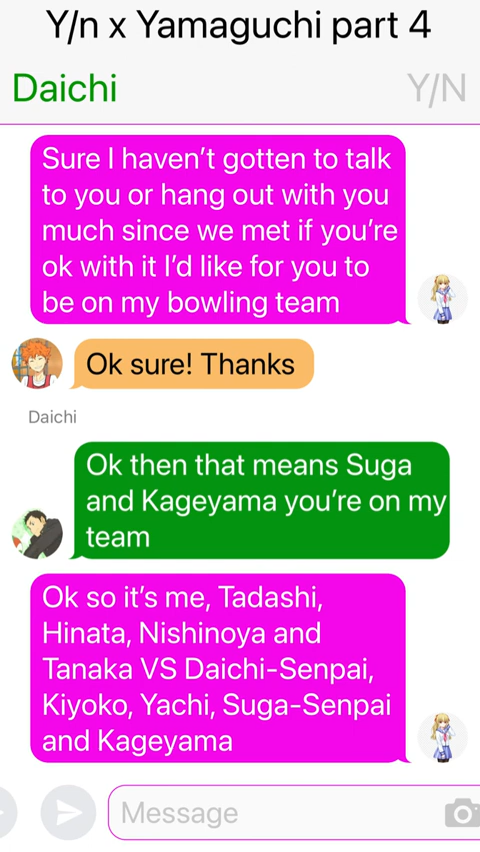 Y/n x Yamaguchi part 4
Daichi
Y/N
Sure I haven’t gotten to talk
to you or hang out with you
much since we met if you’re
ok with it I’d like for you to
be on my bowling team
Ok sure! Thanks
Daichi
Ok then that means Suga
and Kageyama you’re on my
team
Ok so it’s me, Tadashi,
Hinata, Nishinoya and
Tanaka VS Daichi-Senpai,
Kiyoko, Yachi, Suga-Senpai
and Kageyama
Message